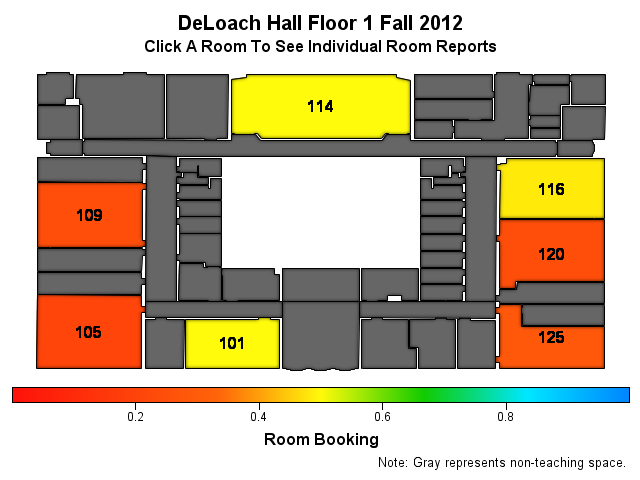 DeLoach Hall Floor 1 Fall 2012
Click A Room To See Individual Room Reports
114
116
109
120
105
101
125
0.2 0.4 0.6 0.8
Room Booking
Note: Gray represents non-teaching space.